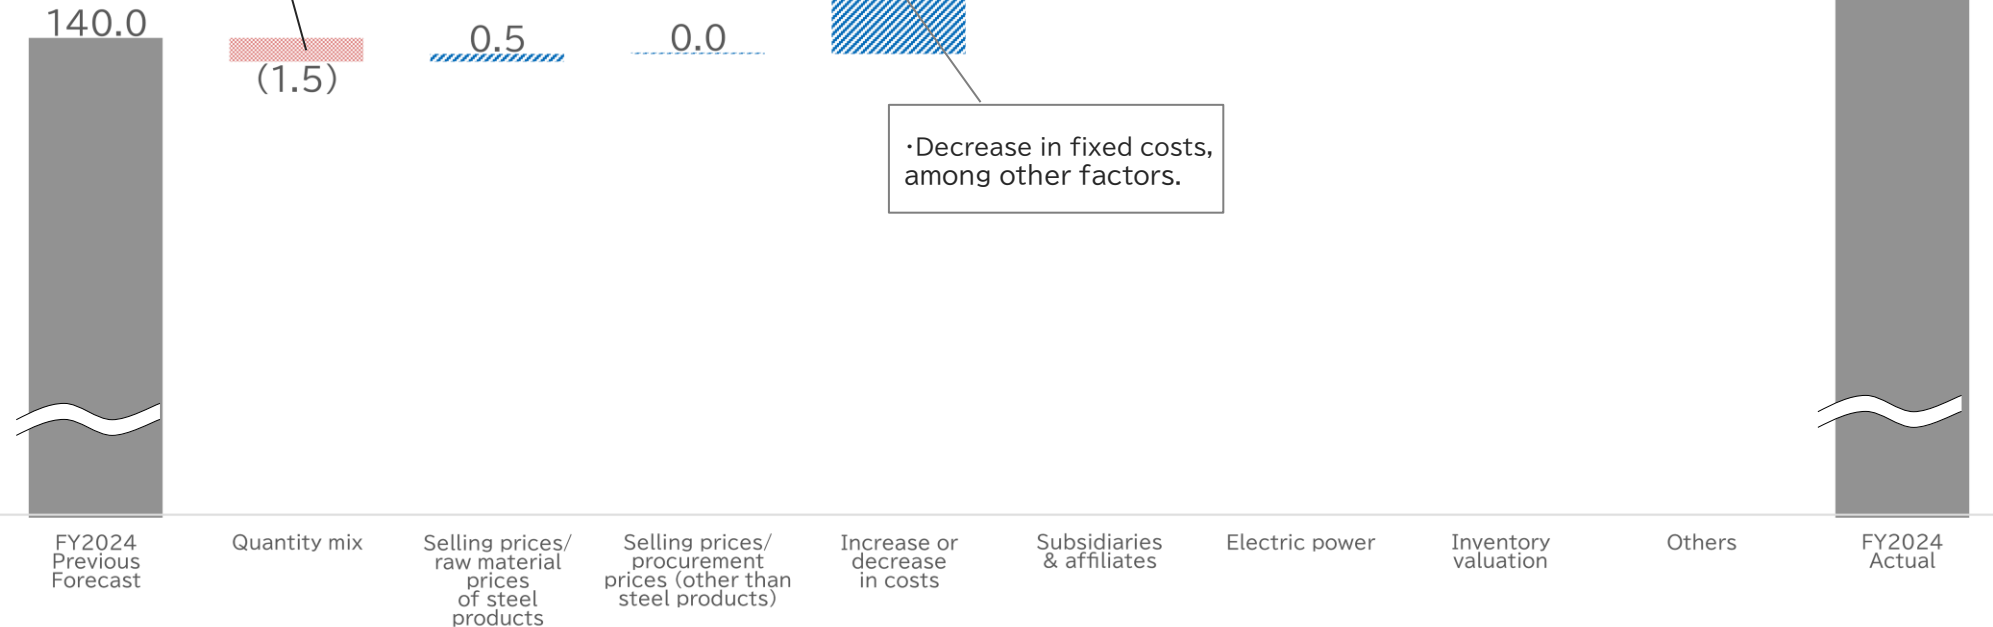 140.0
(1.5)
0.5
0.0
・Decrease in fixed costs,
among other factors.
FY2024
Previous
Forecast
Quantity mix
Selling prices/
raw material
prices
of steel
products
Selling prices/
procurement
prices (other than
steel products)
Increase or
decrease
in costs
Subsidiaries
& affiliates
Electric power
Inventory
valuation
Others
FY2024
Actual